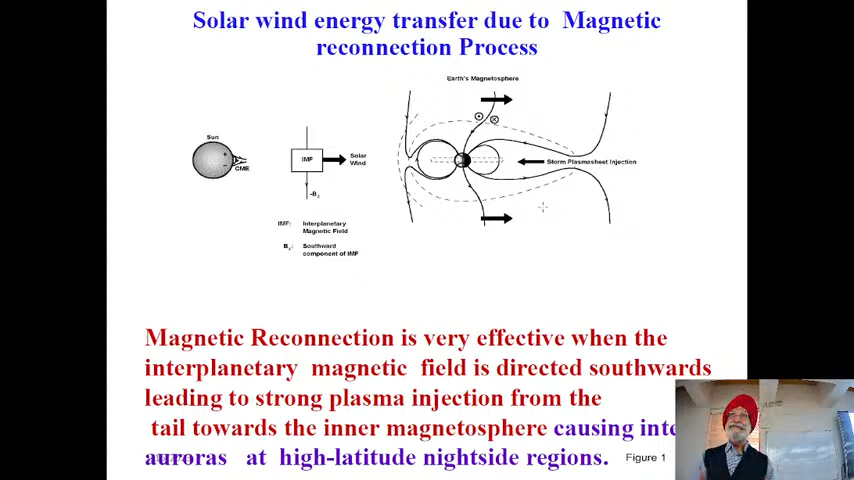 Solar wind energy transfer due to Magnetic
reconnection Process
Earth's Magnetosphere
Sun
CME
IMF
Solar
Wind
-Bz
Storm Plasmasheet Injection
IMF: Interplanetary
Magnetic Field
Bz: Southward
component of IMF
Magnetic Reconnection is very effective when the
interplanetary magnetic field is directed southwards
leading to strong plasma injection from the
tail towards the inner magnetosphere causing inte
auroras at high-latitude nightside regions.
Figure 1